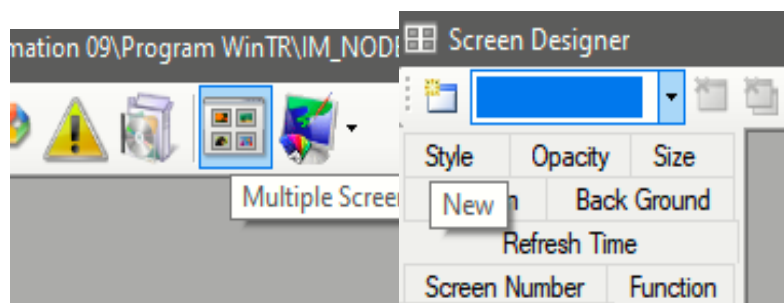 mation 09\Program WinTR\IM_NODE
Multiple Scree
Screen Designer
Style Opacity Size
New Back Ground
Refresh Time
Screen Number Function